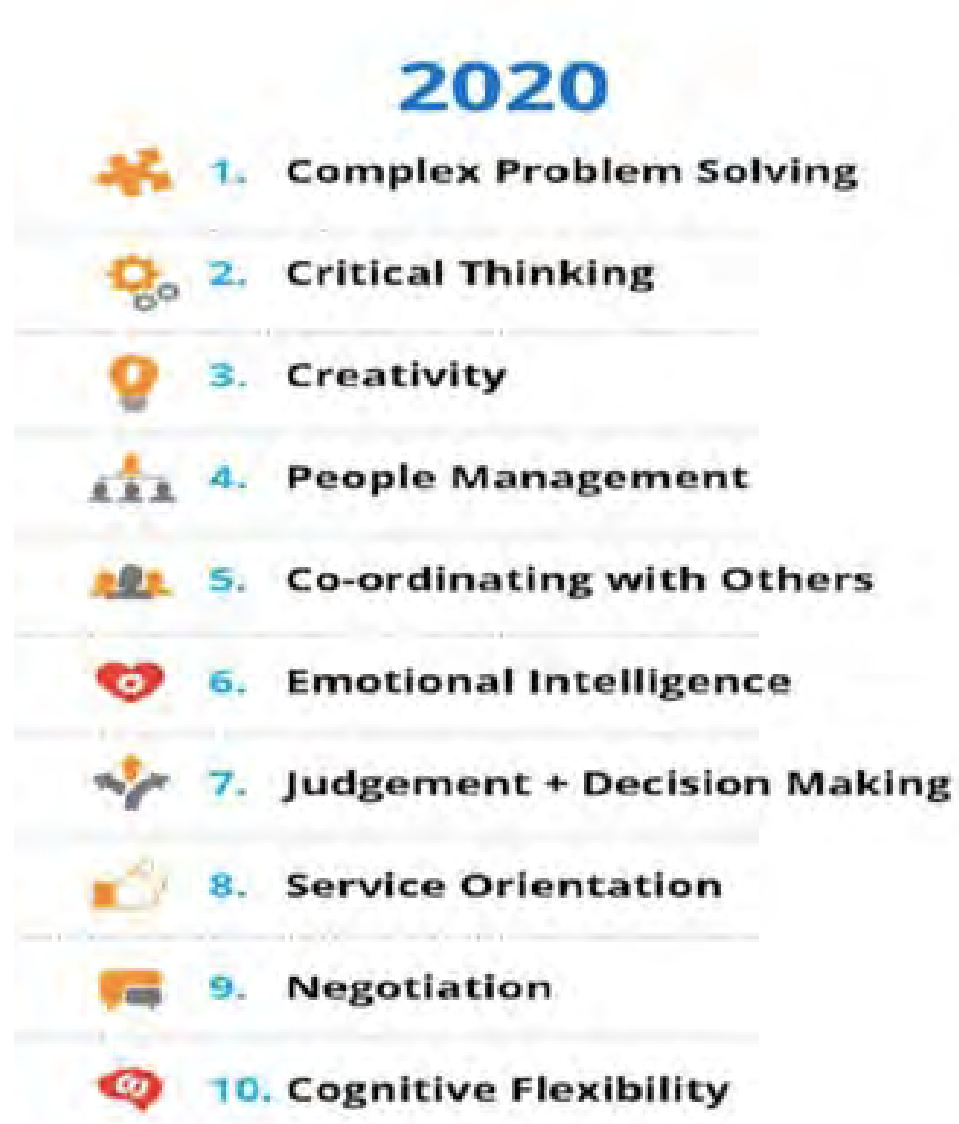 2020
1. Complex Problem Solving
2. Critical Thinking
3. Creativity
4. People Management
5. Co-ordinating with Others
6. Emotional Intelligence
7. Judgement + Decision Making
8. Service Orientation
9. Negotiation
10. Cognitive Flexibility